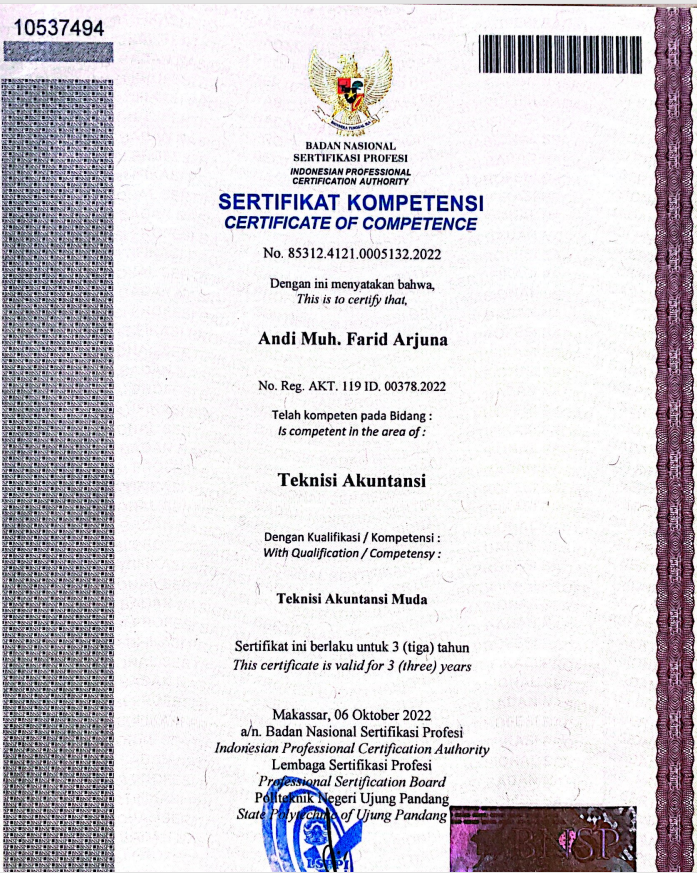 10537494
BADAN NASIONAL
SERTIFIKASI PROFESI
INDONESIAN PROFESSIONAL
CERTIFICATION AUTHORITY
SERTIFIKAT KOMPETENSI
CERTIFICATE OF COMPETENCE
No. 85312.4121.0005132.2022
Dengan ini menyatakan bahwa,
This is to certify that,
Andi Muh. Farid Arjuna
No. Reg. AKT. 119 ID. 00378.2022
Telah kompeten pada Bidang :
Is competent in the area of :
Teknisi Akuntansi
Dengan Kualifikasi / Kompetensi :
With Qualification / Competensy :
Teknisi Akuntansi Muda
Sertifikat ini berlaku untuk 3 (tiga) tahun
This certificate is valid for 3 (three) years
Makassar, 06 Oktober 2022
a/n. Badan Nasional Sertifikasi Profesi
Indonesian Professional Certification Authority
Lembaga Sertifikasi Profesi
Professional Sertification Board
Politeknik Negeri Ujung Pandang
State Polytechnic of Ujung Pandang
BNSP